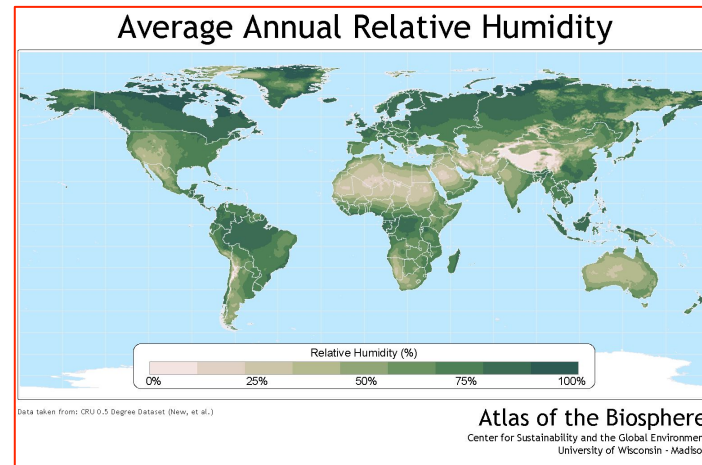 Average Annual Relative Humidity
Relative Humidity (%)
0% 25% 50% 75% 100%
Data taken from: CRU 0.5 Degree Dataset (New, et al.)
Atlas of the Biosphere
Center for Sustainability and the Global Environmen
University of Wisconsin - Madiso